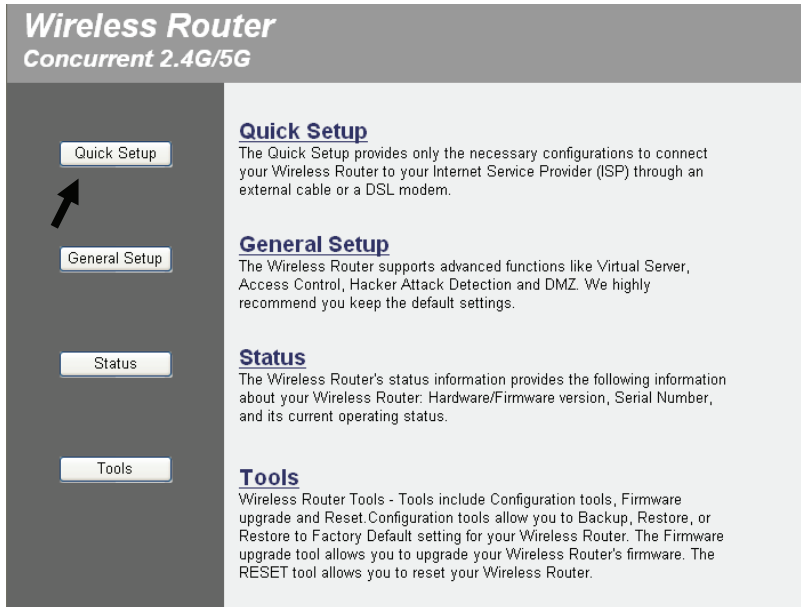 Wireless Router
Concurrent 2.4G/5G
Quick Setup
Quick Setup
The Quick Setup provides only the necessary configurations to connect
your Wireless Router to your Internet Service Provider (ISP) through an
external cable or a DSL modem.
General Setup
General Setup
The Wireless Router supports advanced functions like Virtual Server,
Access Control, Hacker Attack Detection and DMZ. We highly
recommend you keep the default settings.
Status
Status
The Wireless Router's status information provides the following information
about your Wireless Router: Hardware/Firmware version, Serial Number,
and its current operating status.
Tools
Tools
Wireless Router Tools - Tools include Configuration tools, Firmware
upgrade and Reset.Configuration tools allow you to Backup, Restore, or
Restore to Factory Default setting for your Wireless Router. The Firmware
upgrade tool allows you to upgrade your Wireless Router's firmware. The
RESET tool allows you to reset your Wireless Router.